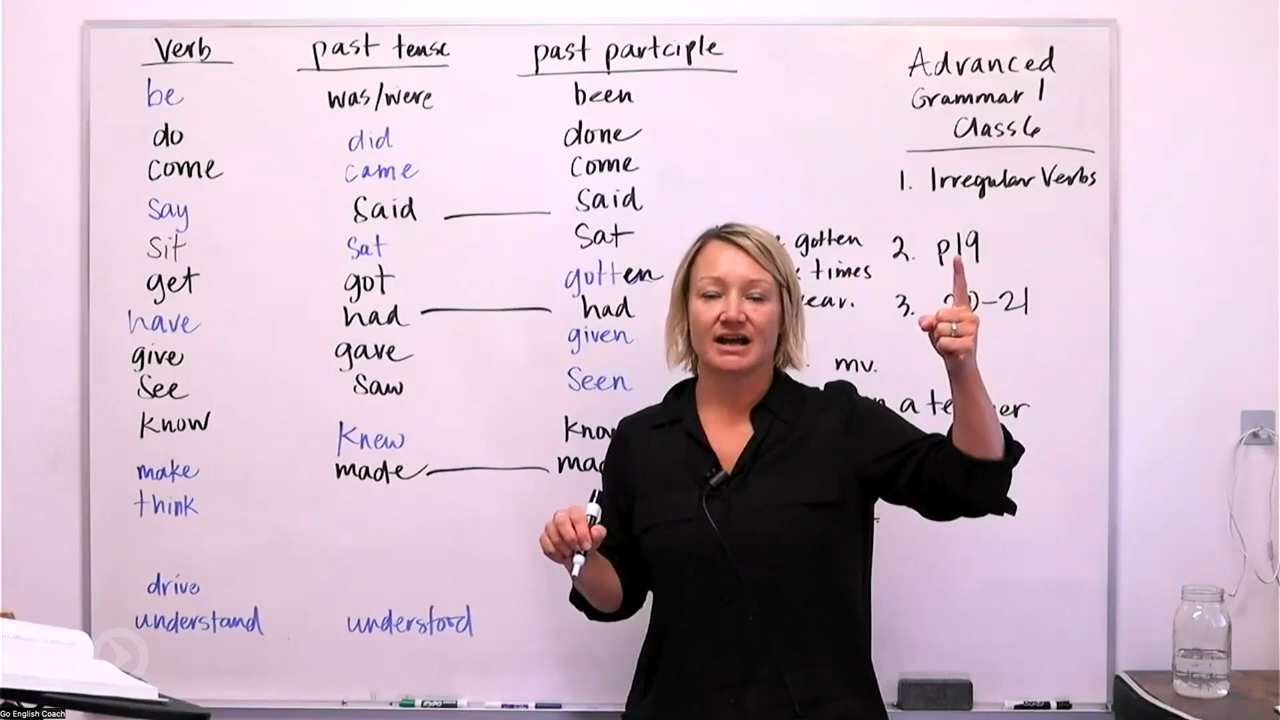 Verb past tense past partciple
be was/were been
do did done
come came come
say said said
sit sat sat
get got gotten
have had had
give gave given
see saw seen
know knew
make made
think
drive
understand understood
Advanced
Grammar 1
Class 6
1. Irregular Verbs
2. p19
3. -21
gotten
times
mv.
a
Go English Coach